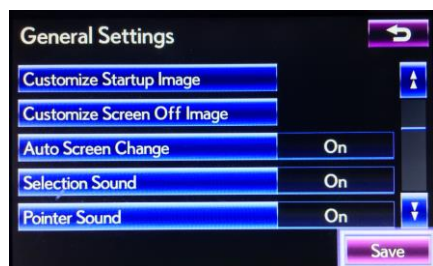 General Settings
Customize Startup Image
Customize Screen Off Image
Auto Screen Change On
Selection Sound On
Pointer Sound On
Save